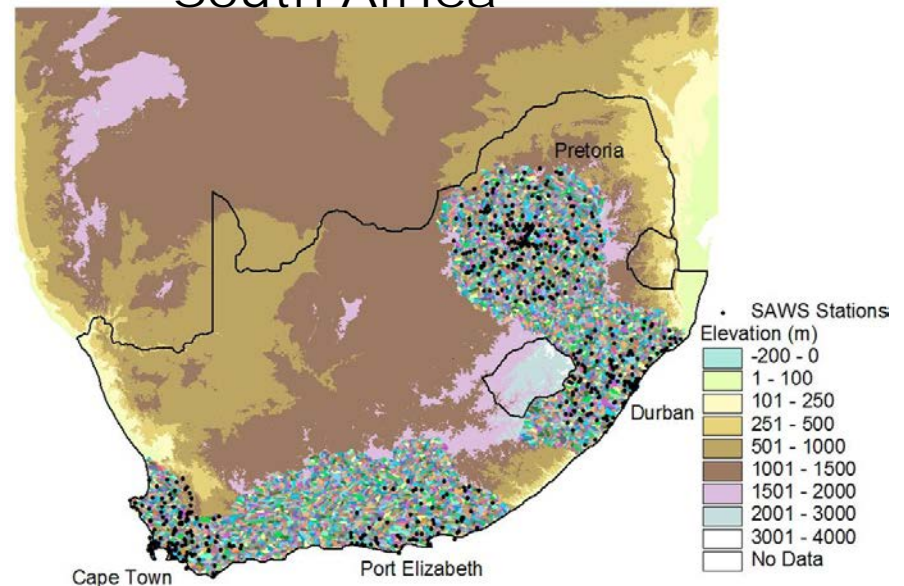 South Africa
Pretoria
SAWS Stations
Elevation (m)
-200 - 0
1 - 100
101 - 250
251 - 500
501 - 1000
1001 - 1500
1501 - 2000
2001 - 3000
3001 - 4000
No Data
Durban
Port Elizabeth
Cape Town